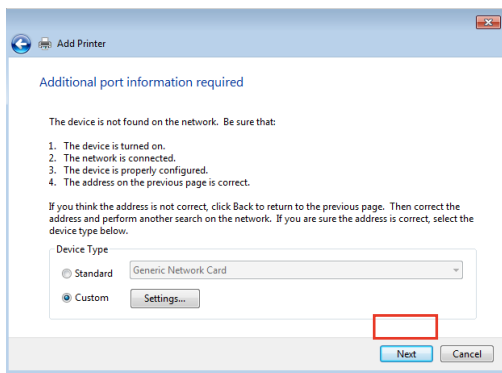 Add Printer
Additional port information required
The device is not found on the network. Be sure that:
1. The device is turned on.
2. The network is connected.
3. The device is properly configured.
4. The address on the previous page is correct.
If you think the address is not correct, click Back to return to the previous page. Then correct the
address and perform another search on the network. If you are sure the address is correct, select the
device type below.
Device Type
Standard Generic Network Card
Custom Settings...
Next Cancel